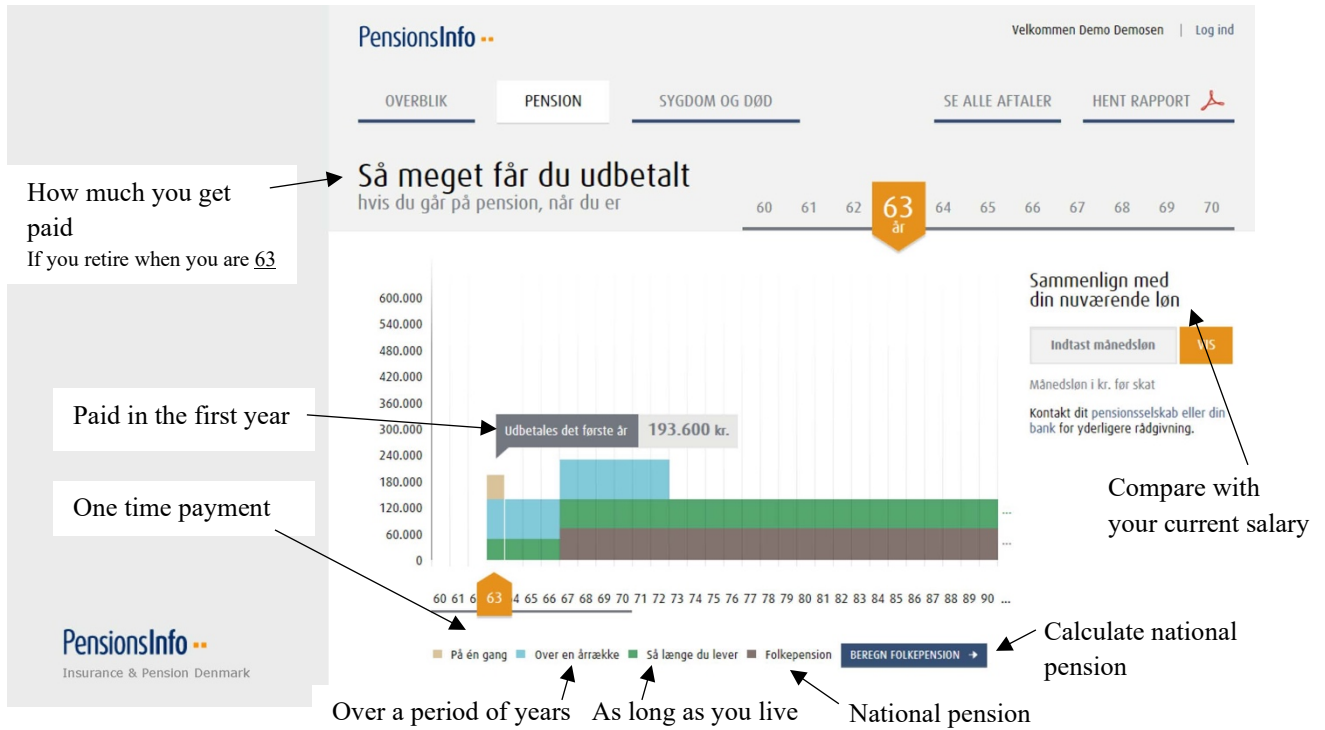 PensionsInfo
Velkommen Demo Demosen | Log ind
OVERBLIK
PENSION
SYGDOM OG DØD
SE ALLE AFTALER
HENT RAPPORT
Så meget får du udbetalt
hvis du går på pension, når du er
60 61 62 63 år 64 65 66 67 68 69 70
How much you get
paid
If you retire when you are 63
Sammenlign med
din nuværende løn
Indtast månedsløn
VIS
Månedsløn i kr. før skat
Kontakt dit pensionsselskab eller din
bank for yderligere rådgivning.
600.000
540.000
480.000
420.000
360.000
300.000
240.000
180.000
120.000
60.000
0
Paid in the first year
Udbetales det første år 193.600 kr.
One time payment
Compare with
your current salary
...
...
60 61 6 63 4 65 66 67 68 69 70 71 72 73 74 75 76 77 78 79 80 81 82 83 84 85 86 87 88 89 90 ...
På én gang
Over en årrække
Så længe du lever
Folkepension
BEREGN FOLKEPENSION
Calculate national
pension
PensionsInfo
Insurance & Pension Denmark
Over a period of years
As long as you live
National pension